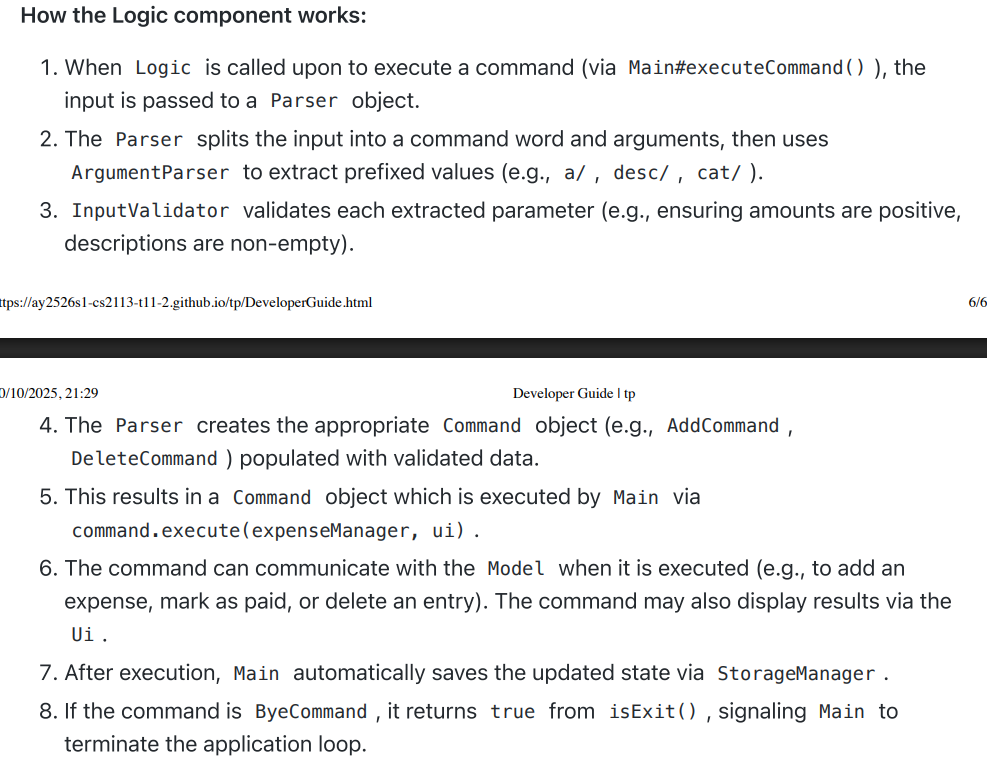 How the Logic component works:
1. When Logic is called upon to execute a command (via Main#executeCommand() ), the
input is passed to a Parser object.
2. The Parser splits the input into a command word and arguments, then uses
ArgumentParser to extract prefixed values (e.g., a/ , desc/ , cat/ ).
3. InputValidator validates each extracted parameter (e.g., ensuring amounts are positive,
descriptions are non-empty).
ttps://ay2526s1-cs2113-t11-2.github.io/tp/DeveloperGuide.html 6/6
0/10/2025, 21:29 Developer Guide | tp
4. The Parser creates the appropriate Command object (e.g., AddCommand ,
DeleteCommand ) populated with validated data.
5. This results in a Command object which is executed by Main via
command.execute(expenseManager, ui) .
6. The command can communicate with the Model when it is executed (e.g., to add an
expense, mark as paid, or delete an entry). The command may also display results via the
Ui .
7. After execution, Main automatically saves the updated state via StorageManager .
8. If the command is ByeCommand , it returns true from isExit() , signaling Main to
terminate the application loop.